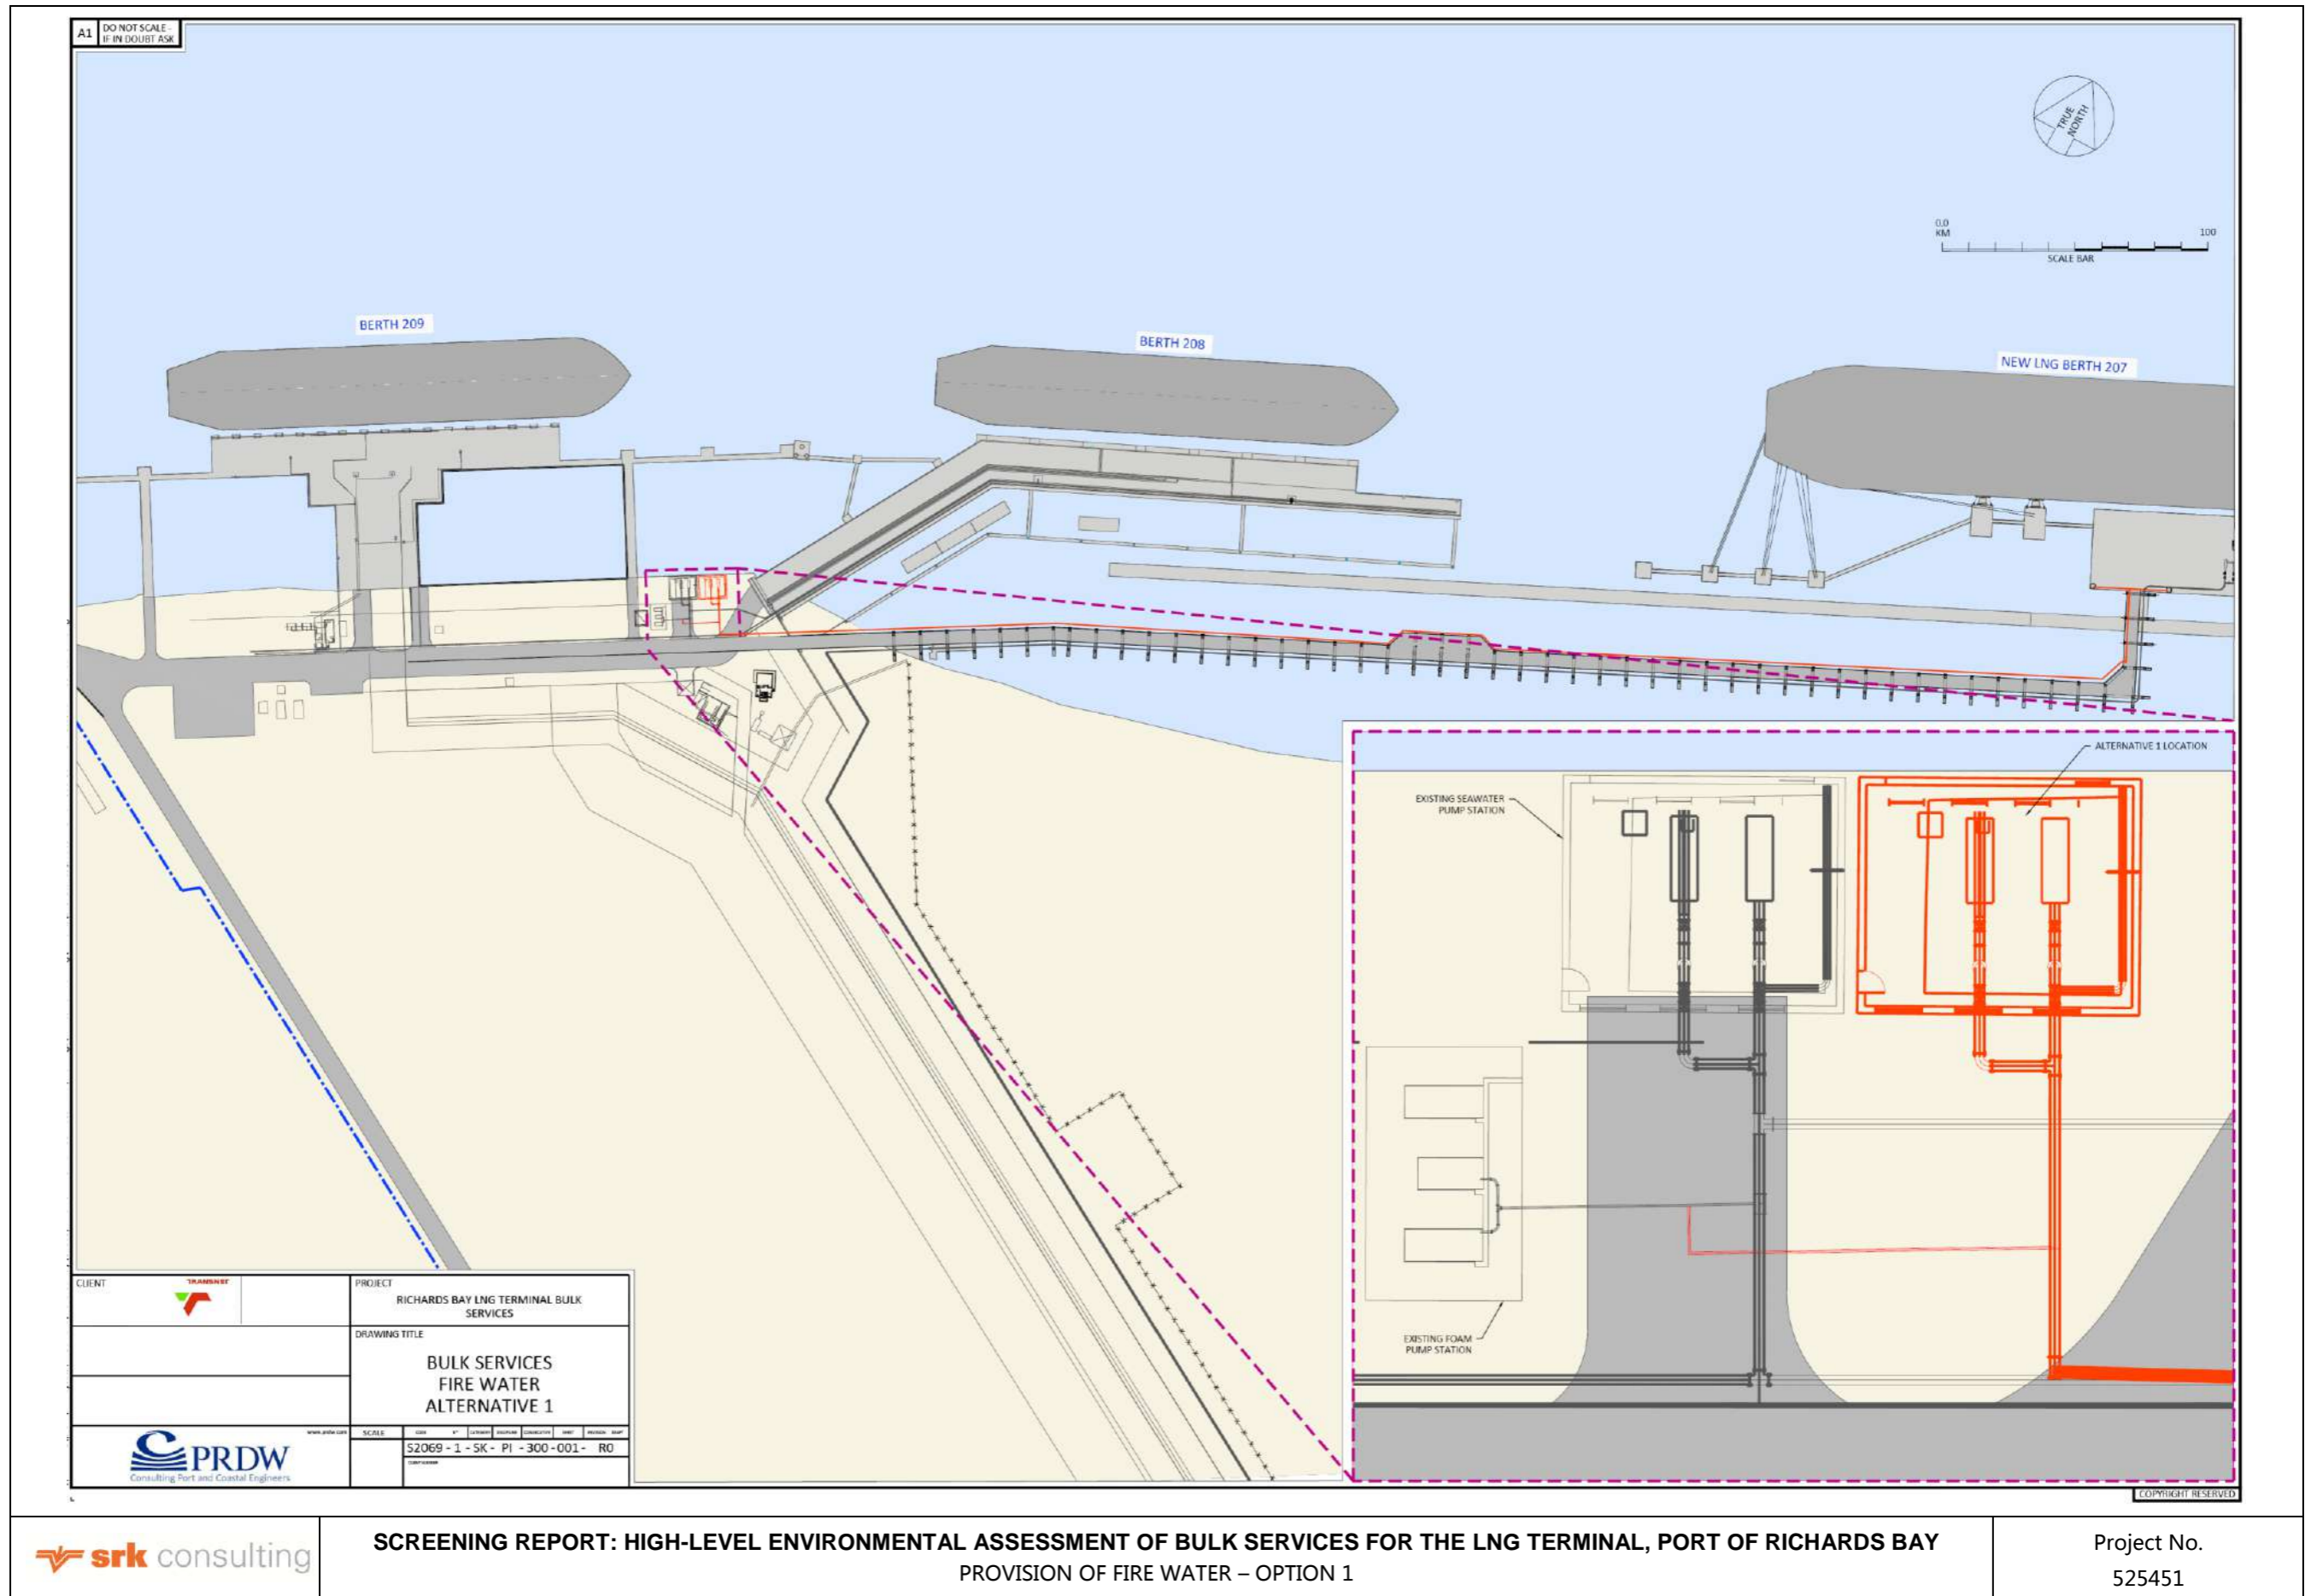 A1
DO NOT SCALE -
IF IN DOUBT ASK
TRUE
NORTH
0.0
KM
100
SCALE BAR
BERTH 209
BERTH 208
NEW LNG BERTH 207
ALTERNATIVE 1 LOCATION
EXISTING SEAWATER
PUMP STATION
EXISTING FOAM
PUMP STATION
CLIENT
TRANSNET
PROJECT
RICHARDS BAY LNG TERMINAL BULK
SERVICES
DRAWING TITLE
BULK SERVICES
FIRE WATER
ALTERNATIVE 1
www.prdw.com
PRDW
Consulting Port and Coastal Engineers
SCALE
S2069 - 1 - SK - PI - 300 - 001 - R0
COPYRIGHT RESERVED
srk consulting
SCREENING REPORT: HIGH-LEVEL ENVIRONMENTAL ASSESSMENT OF BULK SERVICES FOR THE LNG TERMINAL, PORT OF RICHARDS BAY
PROVISION OF FIRE WATER – OPTION 1
Project No.
525451